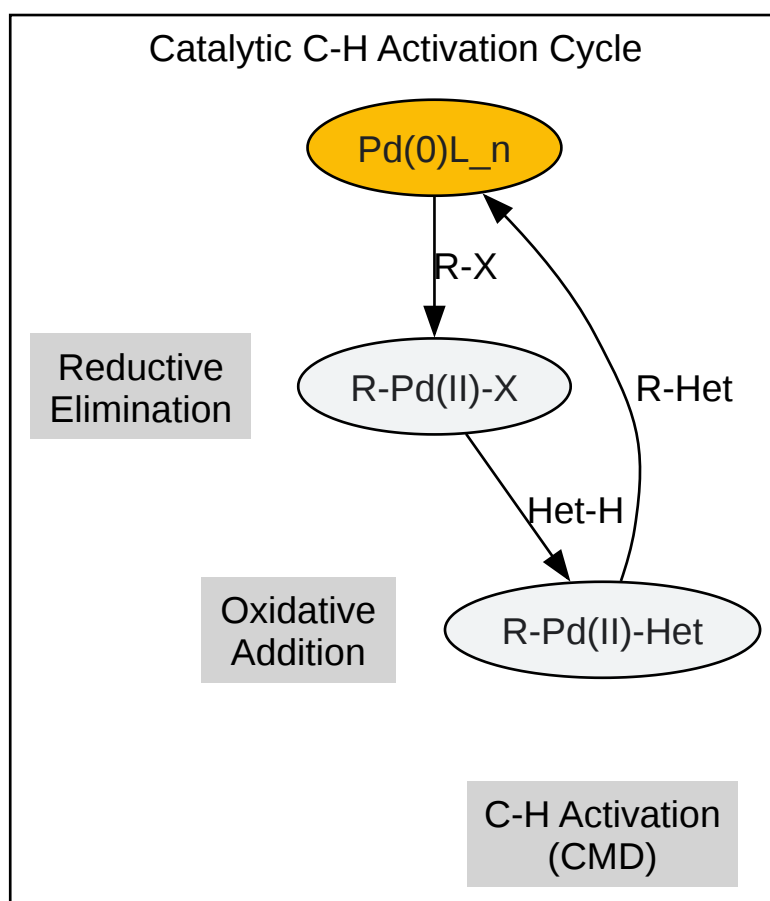 Catalytic C-H Activation Cycle
Pd(0)L_n
R-X
Reductive
Elimination
R-Pd(II)-X
R-Het
Het-H
Oxidative
Addition
R-Pd(II)-Het
C-H Activation
(CMD)